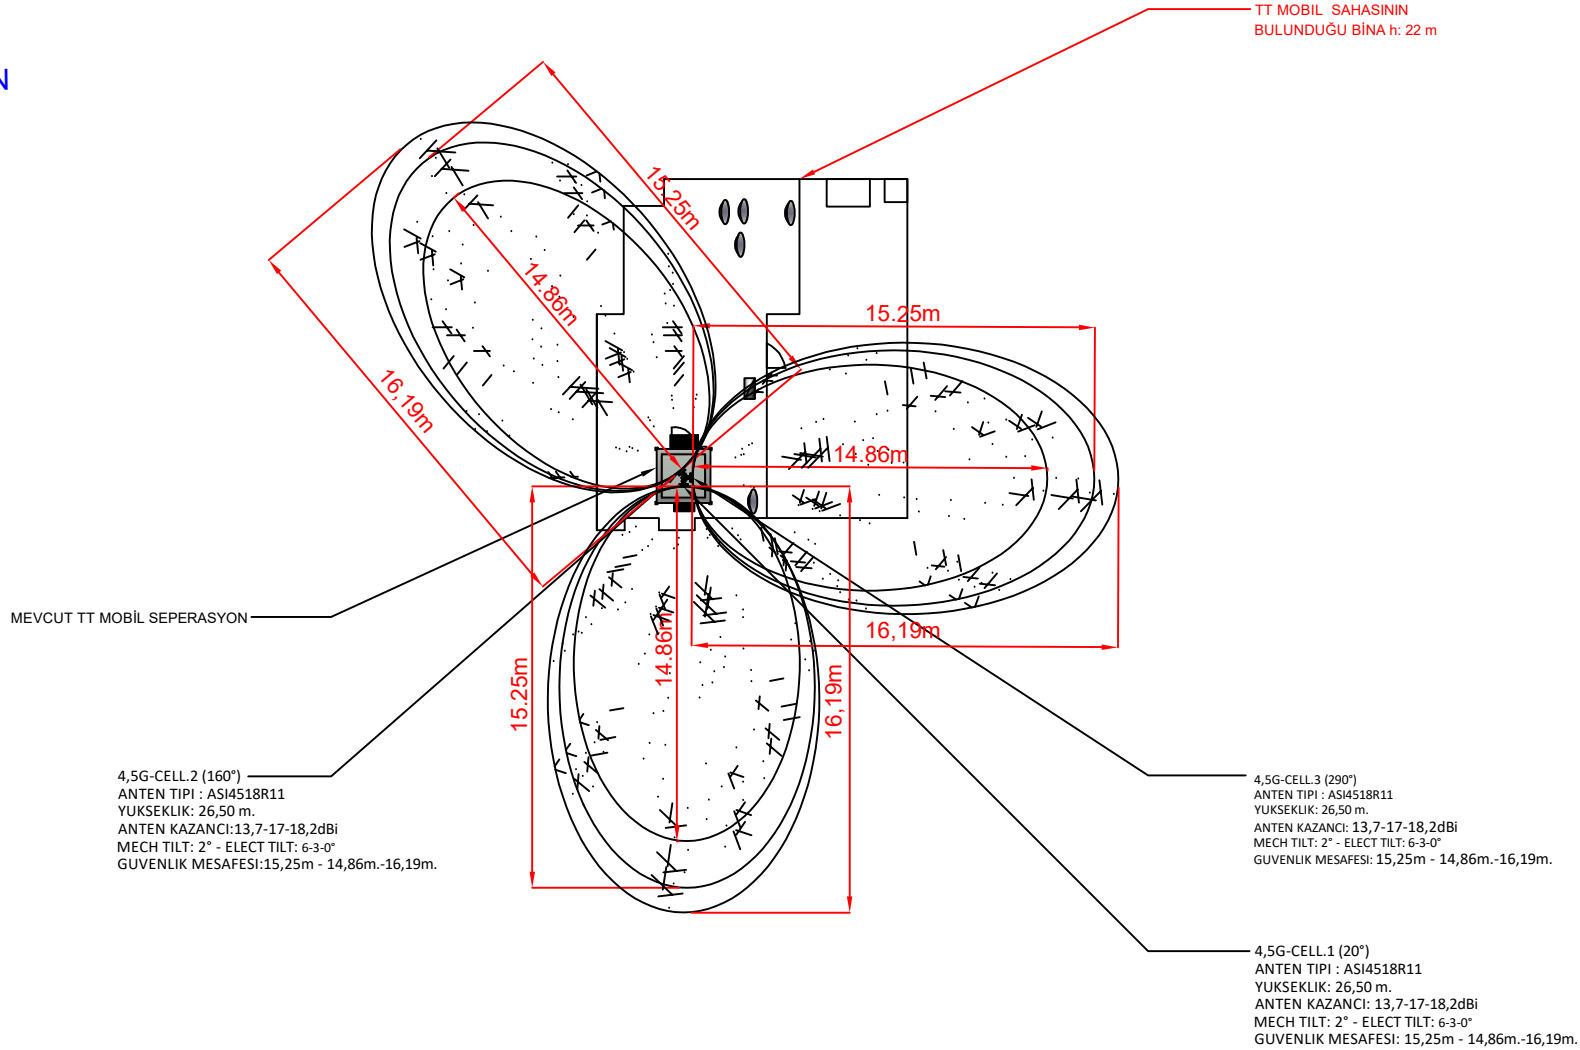 TT MOBIL  SAHASININ
BULUNDUĞU BİNA h: 22 m
N
15.25m
14.86m
16,19m
15.25m
14.86m
16,19m
15.25m
14.86m
16,19m
MEVCUT TT MOBİL SEPERASYON
4,5G-CELL.2 (160°)
ANTEN TIPI : ASI4518R11
YUKSEKLIK: 26,50 m.
ANTEN KAZANCI:13,7-17-18,2dBi
MECH TILT: 2° - ELECT TILT: 6-3-0°
GUVENLIK MESAFESI:15,25m - 14,86m.-16,19m.
4,5G-CELL.3 (290°)
ANTEN TIPI : ASI4518R11
YUKSEKLIK: 26,50 m.
ANTEN KAZANCI: 13,7-17-18,2dBi
MECH TILT: 2° - ELECT TILT: 6-3-0°
GUVENLIK MESAFESI: 15,25m - 14,86m.-16,19m.
4,5G-CELL.1 (20°)
ANTEN TIPI : ASI4518R11
YUKSEKLIK: 26,50 m.
ANTEN KAZANCI: 13,7-17-18,2dBi
MECH TILT: 2° - ELECT TILT: 6-3-0°
GUVENLIK MESAFESI: 15,25m - 14,86m.-16,19m.